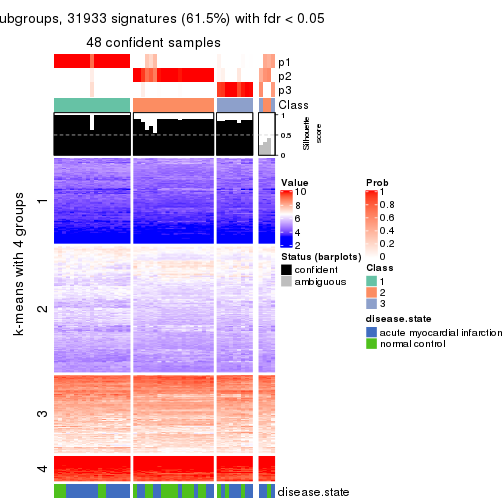 ubgroups, 31933 signatures (61.5%) with fdr < 0.05
48 confident samples
p1
p2
p3
Class
1
0.5
0
Silhouette
score
k-means with 4 groups
1
2
3
4
disease.state
Value
10
8
6
4
2
Status (barplots)
confident
ambiguous
Prob
1
0.8
0.6
0.4
0.2
0
Class
1
2
3
disease.state
acute myocardial infarction
normal control